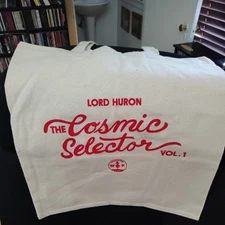 LORD HURON
THE Cosmic
Selector VOL. 1